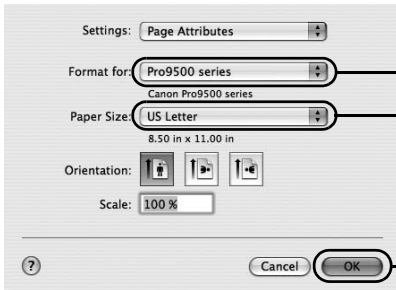 Settings: Page Attributes
Format for: Pro9500 series
Canon Pro9500 series
Paper Size: US Letter
8.50 in x 11.00 in
Orientation:
Scale: 100 %
? Cancel OK